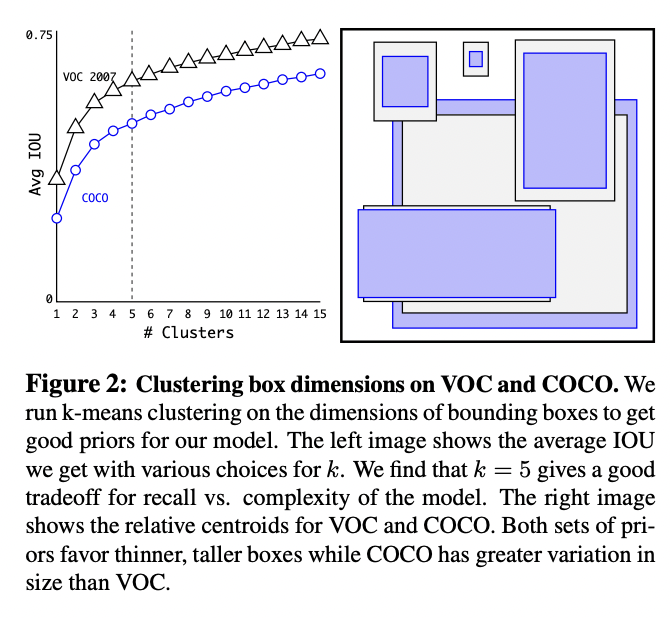 0.75
VOC 2007
Avg IOU
COCO
0
1 2 3 4 5 6 7 8 9 10 11 12 13 14 15
# Clusters
Figure 2: Clustering box dimensions on VOC and COCO. We
run k-means clustering on the dimensions of bounding boxes to get
good priors for our model. The left image shows the average IOU
we get with various choices for k. We find that k = 5 gives a good
tradeoff for recall vs. complexity of the model. The right image
shows the relative centroids for VOC and COCO. Both sets of pri-
ors favor thinner, taller boxes while COCO has greater variation in
size than VOC.